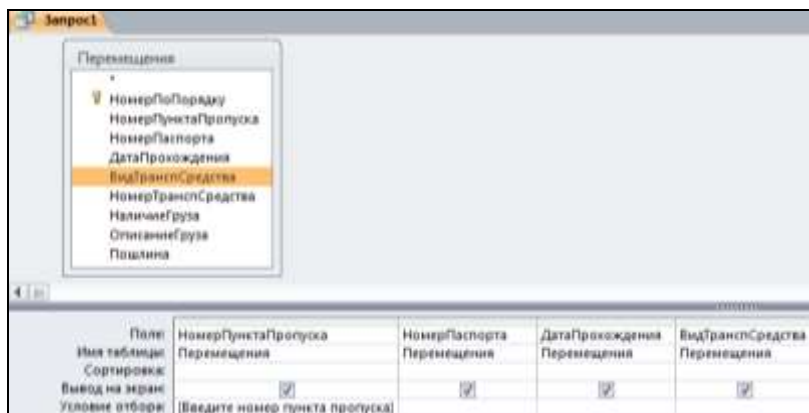 Запрос1
Перемещения
*
НомерПоПорядку
НомерПунктаПропуска
НомерПаспорта
ДатаПрохождения
ВидТранспСредства
НомерТранспСредства
НаличиеГруза
ОписаниеГруза
Пошлина
Поле: НомерПунктаПропуска НомерПаспорта ДатаПрохождения ВидТранспСредства
Имя таблицы: Перемещения Перемещения Перемещения Перемещения
Сортировка:
Вывод на экран:
Условие отбора: [Введите номер пункта пропуска]